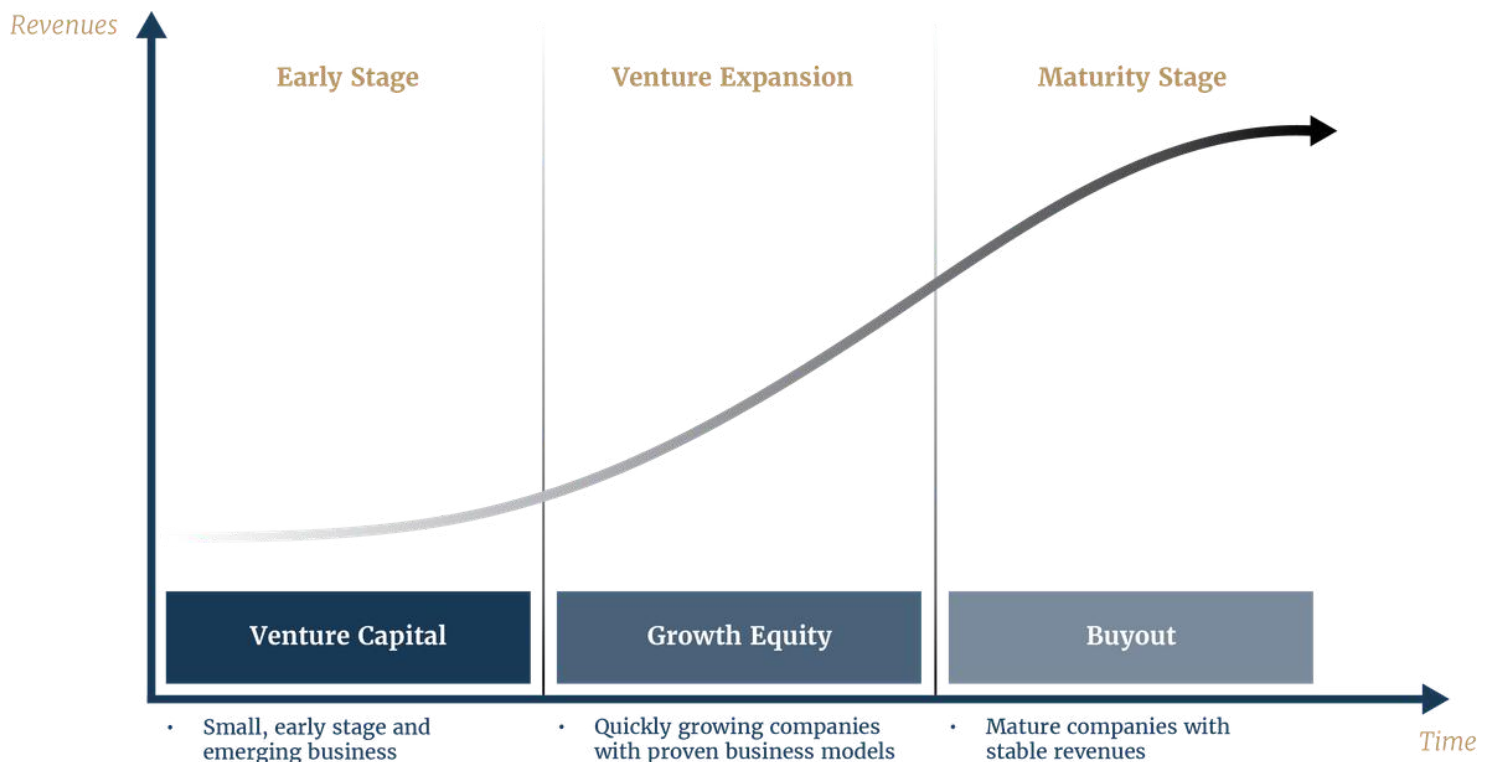 Revenues
Early Stage
Venture Expansion
Maturity Stage
Venture Capital
Growth Equity
Buyout
• Small, early stage and
emerging business
• Quickly growing companies
with proven business models
• Mature companies with
stable revenues
Time